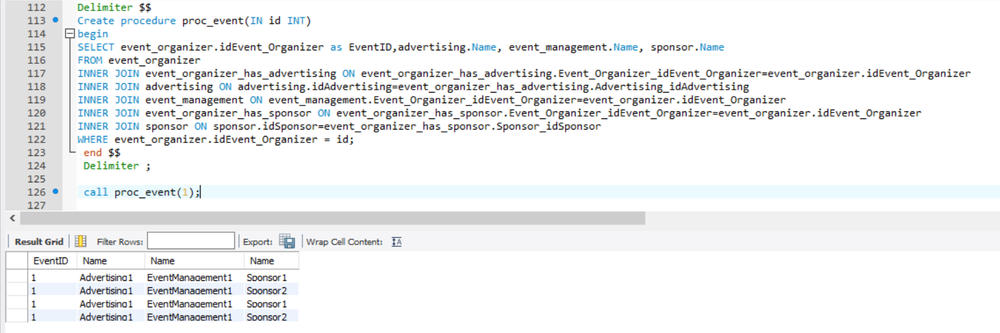 112 Delimiter $$
113 Create procedure proc_event(IN id INT)
114 begin
115 SELECT event_organizer.idEvent_Organizer as EventID,advertising.Name, event_management.Name, sponsor.Name
116 FROM event_organizer
117 INNER JOIN event_organizer_has_advertising ON event_organizer_has_advertising.Event_Organizer_idEvent_Organizer=event_organizer.idEvent_Organizer
118 INNER JOIN advertising ON advertising.idAdvertising=event_organizer_has_advertising.Advertising_idAdvertising
119 INNER JOIN event_management ON event_management.Event_Organizer_idEvent_Organizer=event_organizer.idEvent_Organizer
120 INNER JOIN event_organizer_has_sponsor ON event_organizer_has_sponsor.Event_Organizer_idEvent_Organizer=event_organizer.idEvent_Organizer
121 INNER JOIN sponsor ON sponsor.idSponsor=event_organizer_has_sponsor.Sponsor_idSponsor
122 WHERE event_organizer.idEvent_Organizer = id;
123 end $$
124 Delimiter ;
125
126 call proc_event(1);
127
Result Grid Filter Rows: Export: Wrap Cell Content:
EventID Name Name Name
1 Advertising1 EventManagement1 Sponsor1
1 Advertising1 EventManagement1 Sponsor2
1 Advertising1 EventManagement1 Sponsor1
1 Advertising1 EventManagement1 Sponsor2